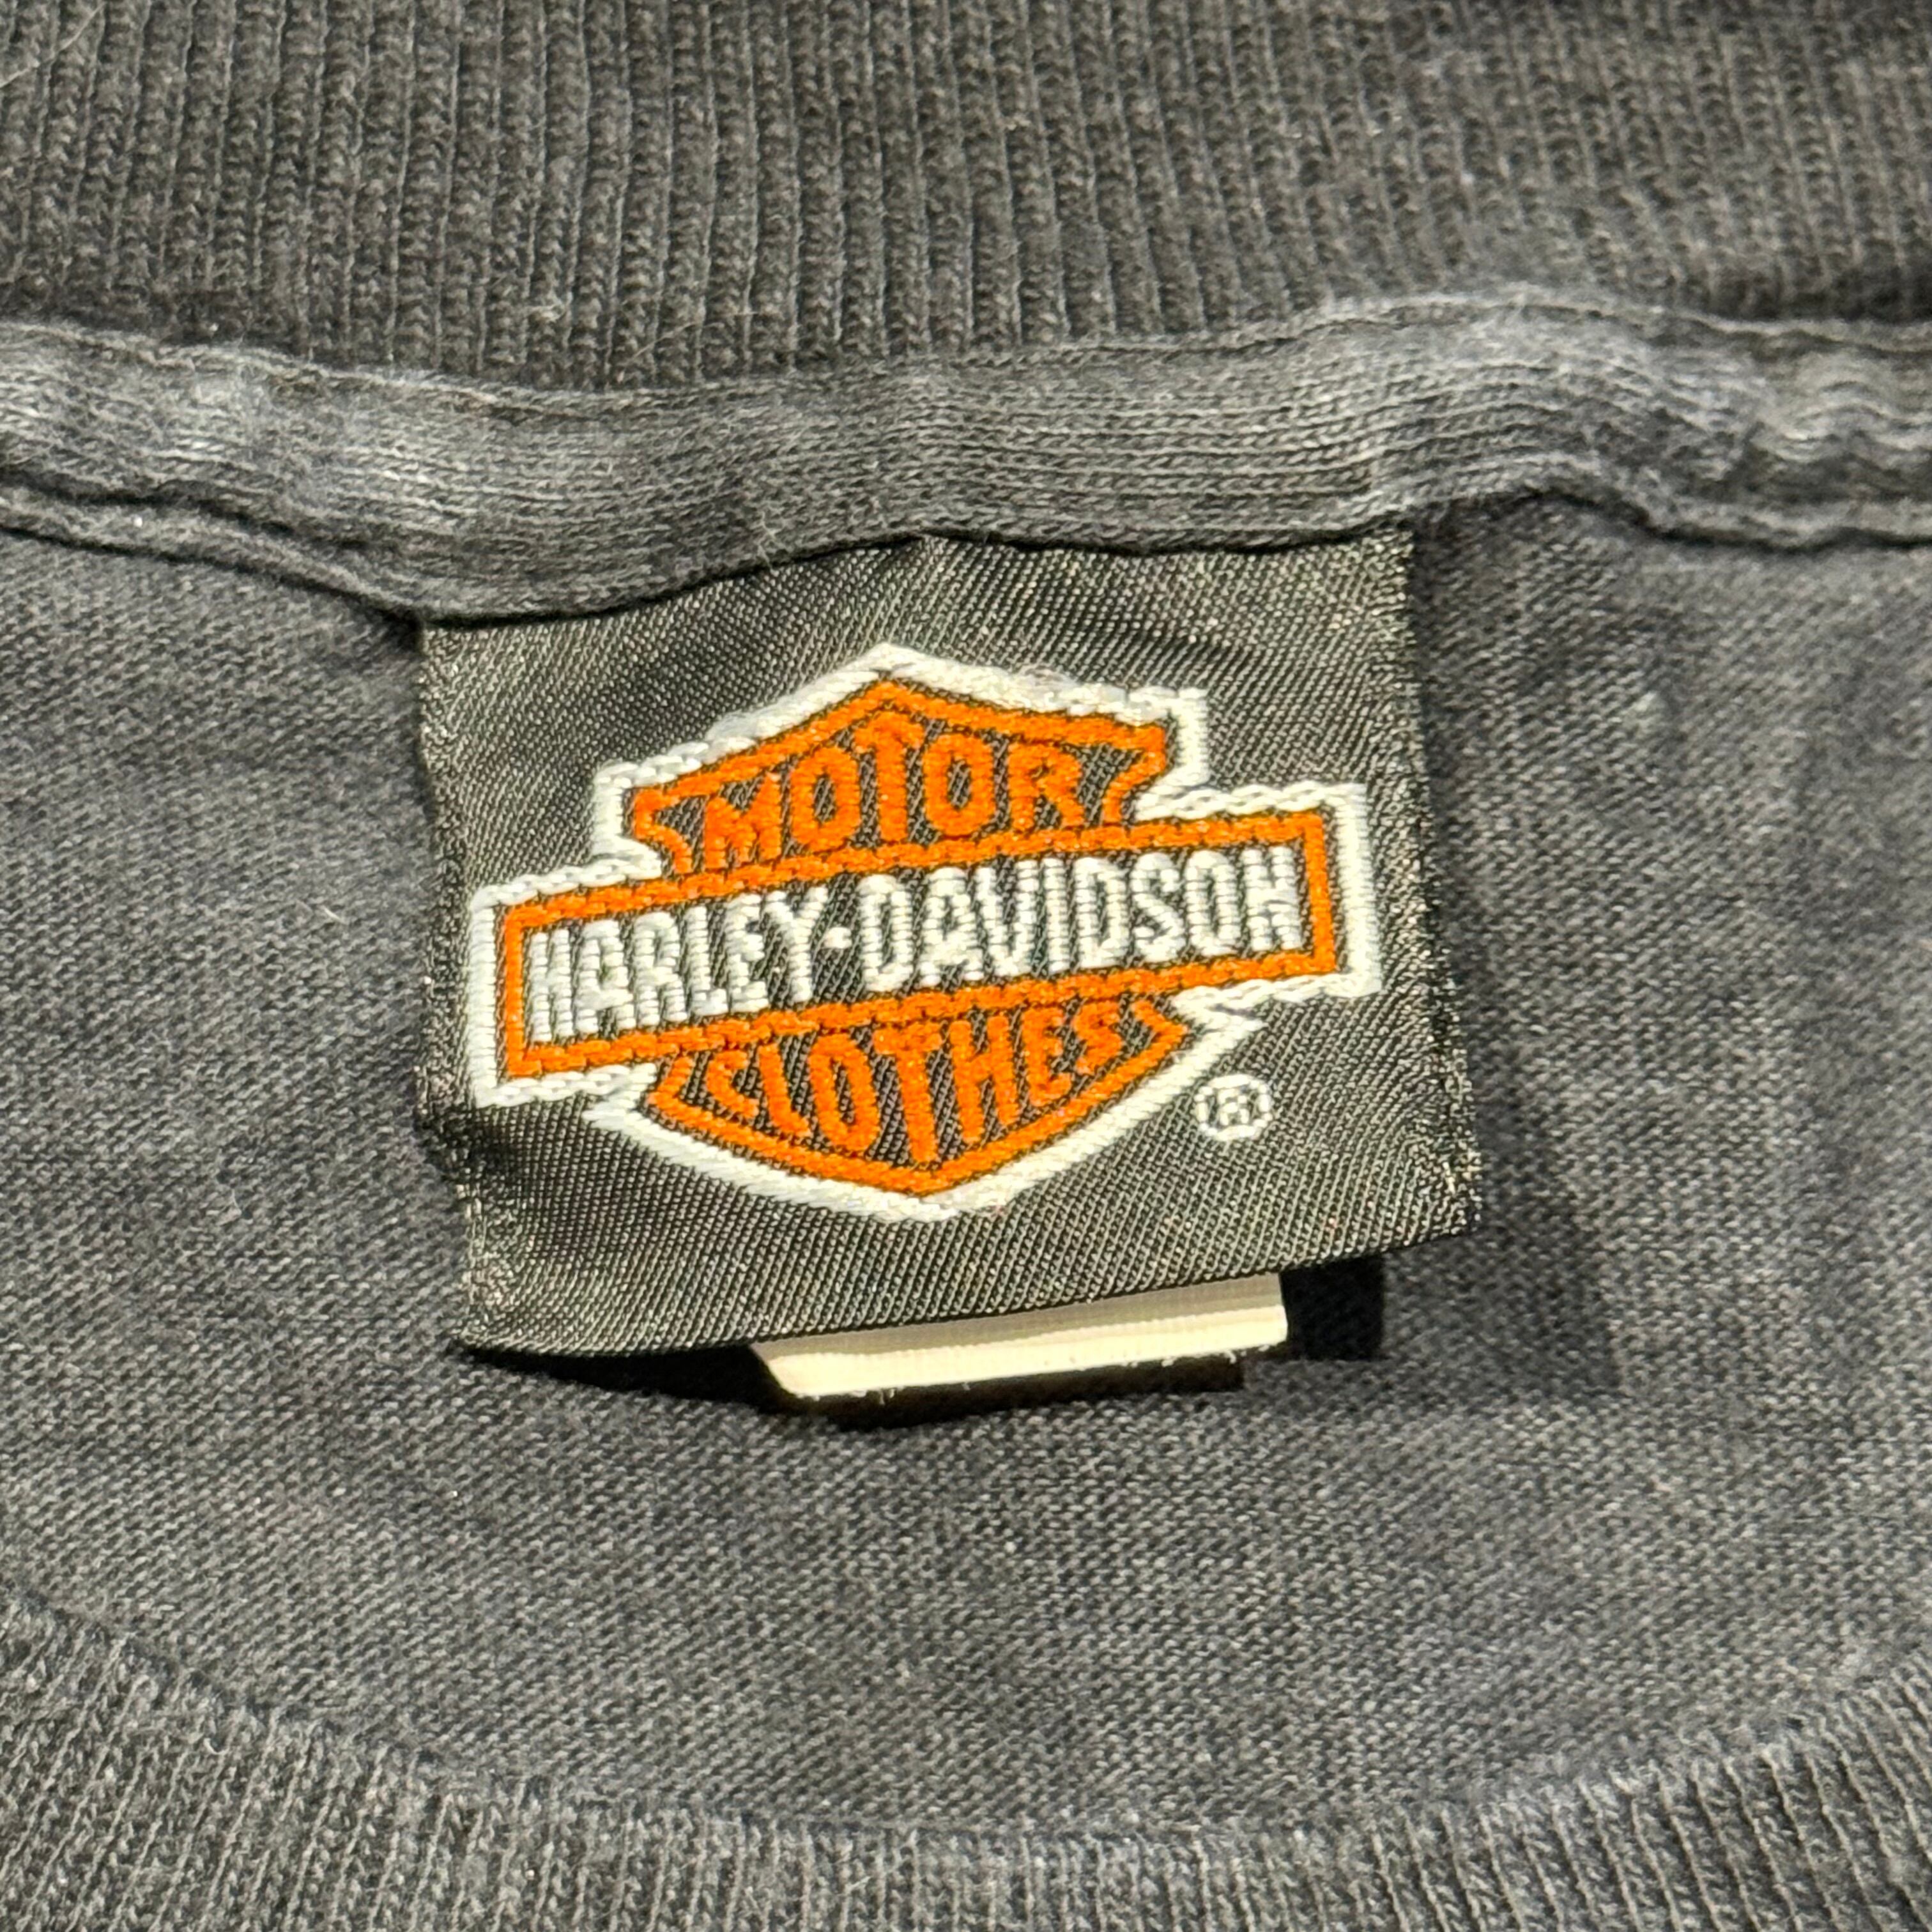 MOTOR
HARLEY-DAVIDSON
CLOTHES
®